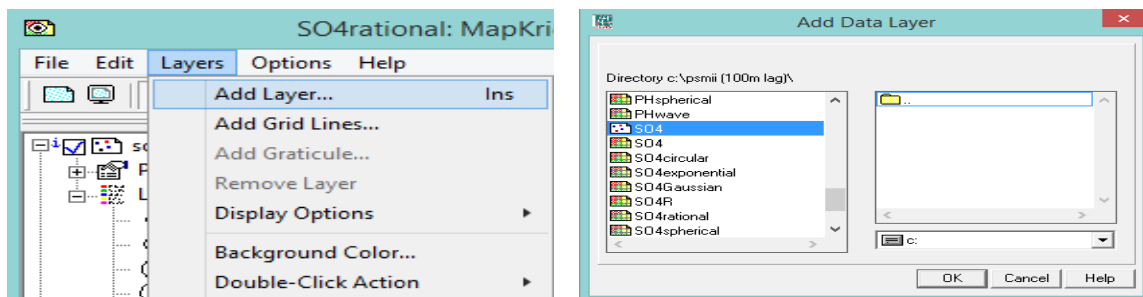 SO4rational: MapKri
File Edit Layers Options Help
Add Layer... Ins
Add Grid Lines...
Add Graticule...
Remove Layer
Display Options
Background Color...
Double-Click Action
so
P
L
Add Data Layer
Directory c:\psmii (100m lag)\
PHspherical
PHwave
SO4
SO4
SO4circular
SO4exponential
SO4Gaussian
SO4R
SO4rational
SO4spherical
..
c:
OK Cancel Help